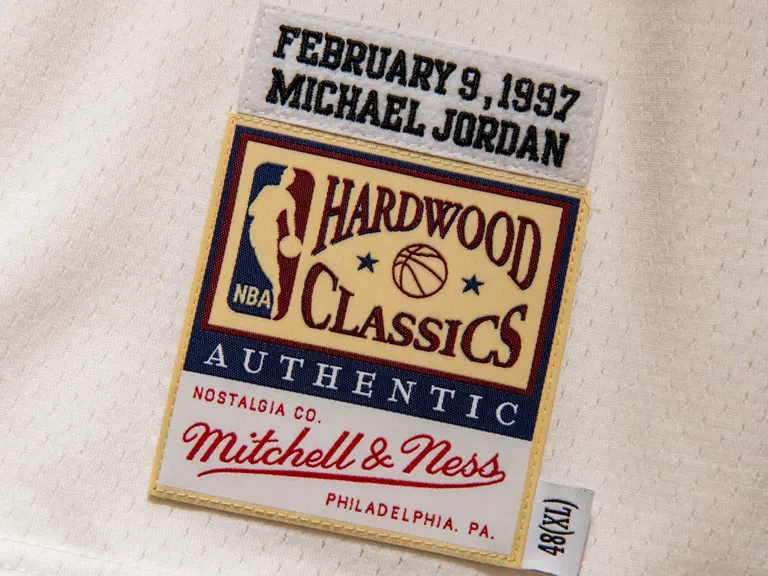 FEBRUARY 9, 1997
MICHAEL JORDAN
HARDWOOD
CLASSICS
NBA
AUTHENTIC
NOSTALGIA CO.
Mitchell & Ness
PHILADELPHIA. PA.
48(XL)